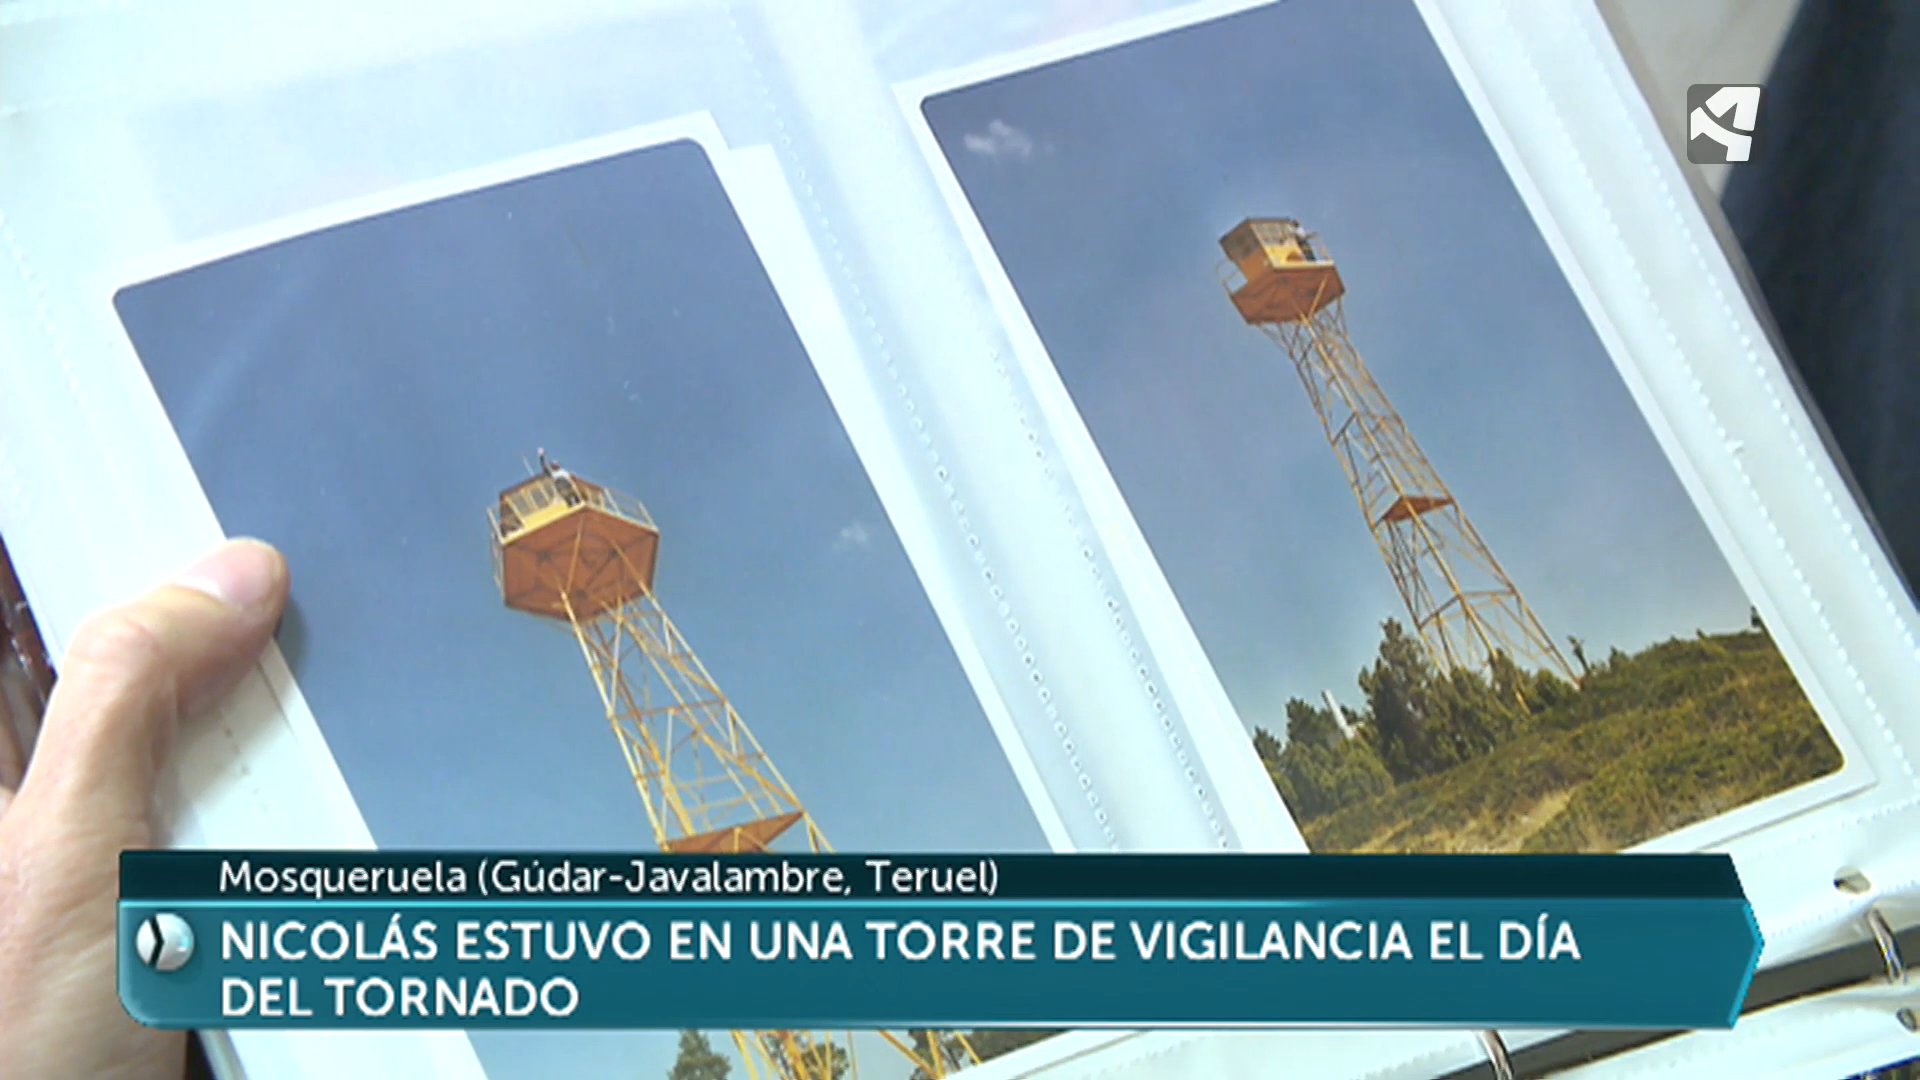 Mosqueruela (Gúdar-Javalambre, Teruel)
NICOLÁS ESTUVO EN UNA TORRE DE VIGILANCIA EL DÍA
DEL TORNADO